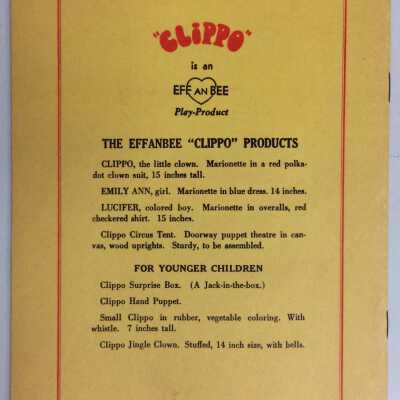 "CLiPPO"
is an
EFF AN BEE
Play-Product
THE EFFANBEE "CLIPPO" PRODUCTS
CLIPPO, the little clown. Marionette in a red polka-
dot clown suit, 15 inches tall.
EMILY ANN, girl. Marionette in blue dress. 14 inches.
LUCIFER, colored boy. Marionette in overalls, red
checkered shirt. 15 inches.
Clippo Circus Tent. Doorway puppet theatre in can-
vas, wood uprights. Sturdy, to be assembled.
FOR YOUNGER CHILDREN
Clippo Surprise Box. (A Jack-in-the-box.)
Clippo Hand Puppet.
Small Clippo in rubber, vegetable coloring. With
whistle. 7 inches tall.
Clippo Jingle Clown. Stuffed, 14 inch size, with bells.